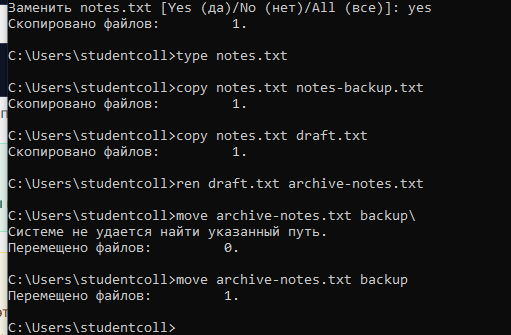 Заменить notes.txt [Yes (да)/No (нет)/All (все)]: yes
Скопировано файлов:         1.
C:\Users\studentcoll>type notes.txt
C:\Users\studentcoll>copy notes.txt notes-backup.txt
Скопировано файлов:         1.
C:\Users\studentcoll>copy notes.txt draft.txt
Скопировано файлов:         1.
C:\Users\studentcoll>ren draft.txt archive-notes.txt
C:\Users\studentcoll>move archive-notes.txt backup\
Системе не удается найти указанный путь.
Перемещено файлов:         0.
C:\Users\studentcoll>move archive-notes.txt backup
Перемещено файлов:         1.
C:\Users\studentcoll>